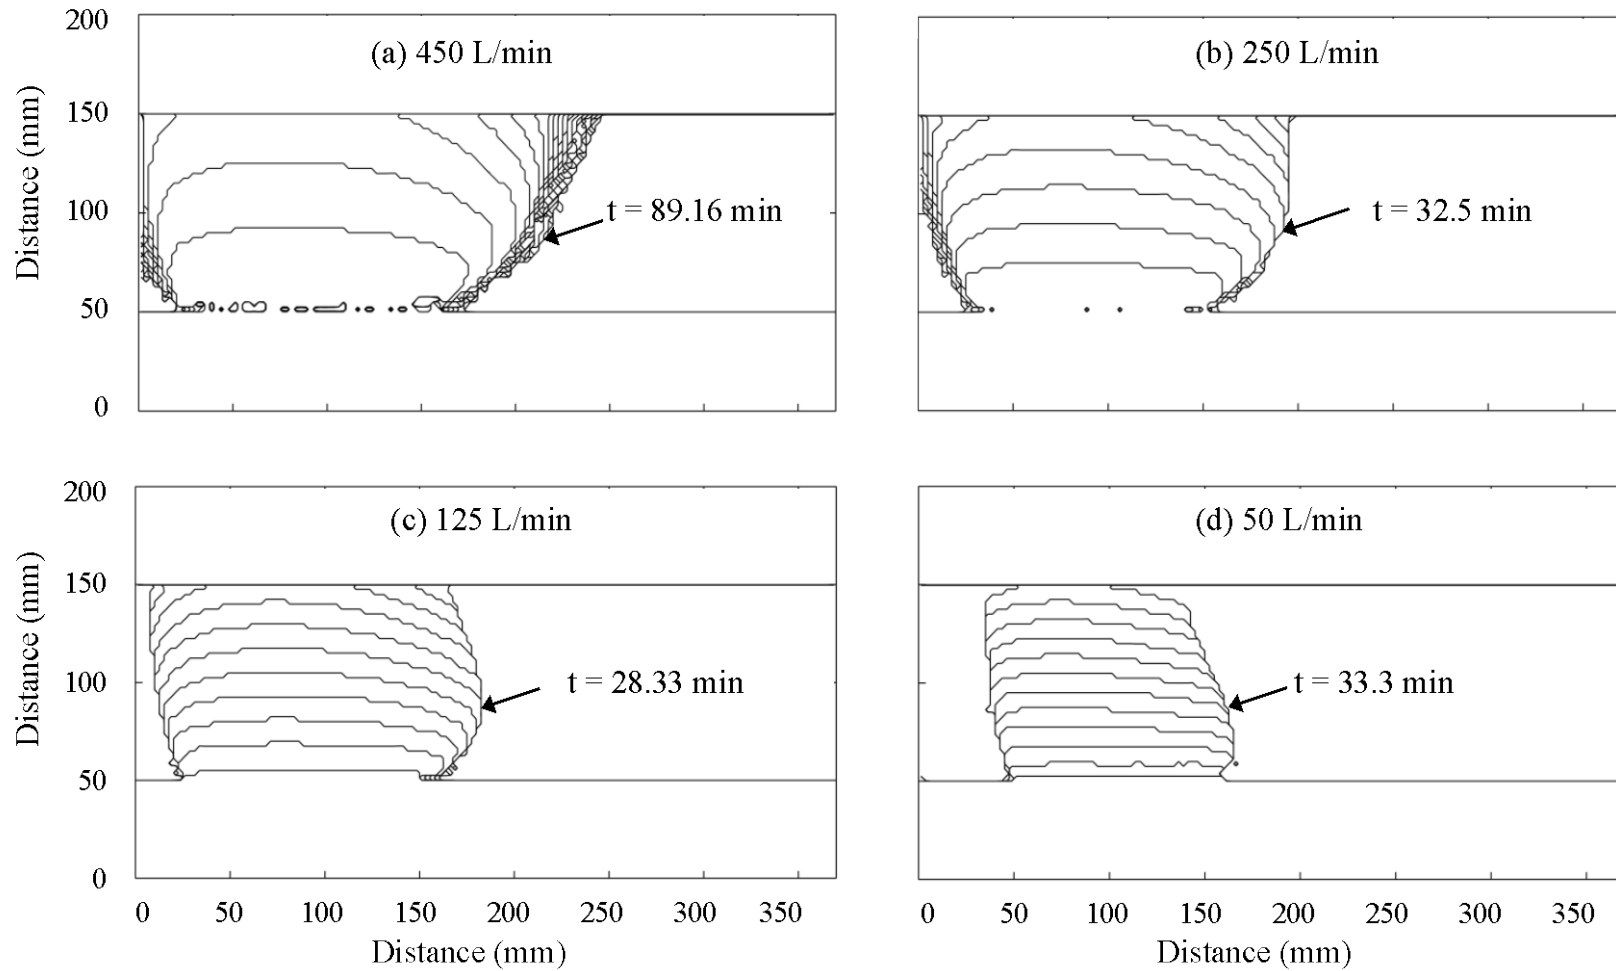 (a) 450 L/min
(b) 250 L/min
200
150
100
50
0
Distance (mm)
t = 89.16 min
t = 32.5 min
(c) 125 L/min
(d) 50 L/min
200
150
100
50
0
Distance (mm)
t = 28.33 min
t = 33.3 min
0 50 100 150 200 250 300 350
0 50 100 150 200 250 300 350
Distance (mm)
Distance (mm)